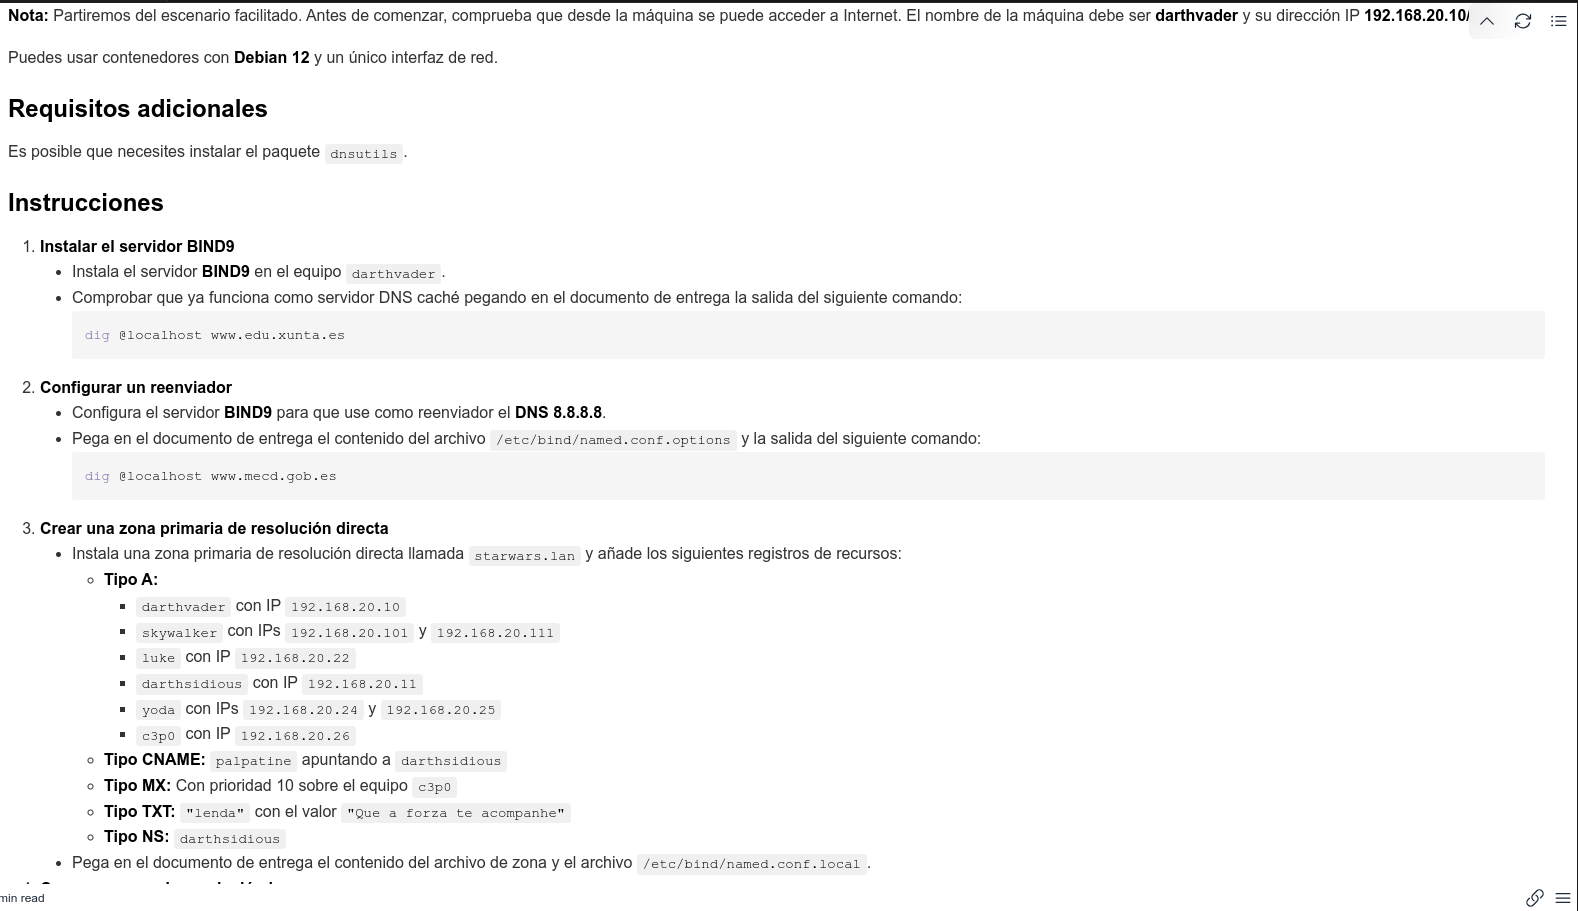 Nota: Partiremos del escenario facilitado. Antes de comenzar, comprueba que desde la máquina se puede acceder a Internet. El nombre de la máquina debe ser darthvader y su dirección IP 192.168.20.10/
Puedes usar contenedores con Debian 12 y un único interfaz de red.
Requisitos adicionales
Es posible que necesites instalar el paquete dnsutils.
Instrucciones
1. Instalar el servidor BIND9
• Instala el servidor BIND9 en el equipo darthvader.
• Comprobar que ya funciona como servidor DNS caché pegando en el documento de entrega la salida del siguiente comando:
dig @localhost www.edu.xunta.es
2. Configurar un reenviador
• Configura el servidor BIND9 para que use como reenviador el DNS 8.8.8.8.
• Pega en el documento de entrega el contenido del archivo /etc/bind/named.conf.options y la salida del siguiente comando:
dig @localhost www.mecd.gob.es
3. Crear una zona primaria de resolución directa
• Instala una zona primaria de resolución directa llamada starwars.lan y añade los siguientes registros de recursos:
◦ Tipo A:
▪ darthvader con IP 192.168.20.10
▪ skywalker con IPs 192.168.20.101 y 192.168.20.111
▪ luke con IP 192.168.20.22
▪ darthsidious con IP 192.168.20.11
▪ yoda con IPs 192.168.20.24 y 192.168.20.25
▪ c3p0 con IP 192.168.20.26
◦ Tipo CNAME: palpatine apuntando a darthsidious
◦ Tipo MX: Con prioridad 10 sobre el equipo c3p0
◦ Tipo TXT: "lenda" con el valor "Que a forza te acompanhe"
◦ Tipo NS: darthsidious
• Pega en el documento de entrega el contenido del archivo de zona y el archivo /etc/bind/named.conf.local.
min read